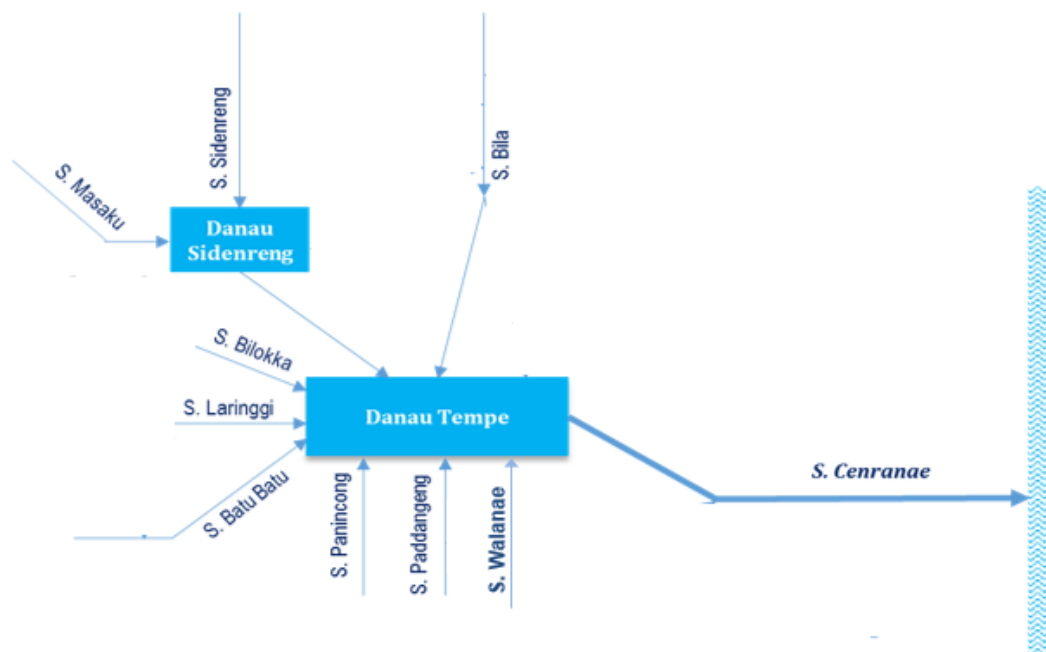 S. Sidenreng
S. Bila
S. Masaku
Danau
Sidenreng
S. Bilokka
S. Laringgi
Danau Tempe
S. Batu Batu
S. Panincong
S. Paddangeng
S. Walanae
S. Cenranae